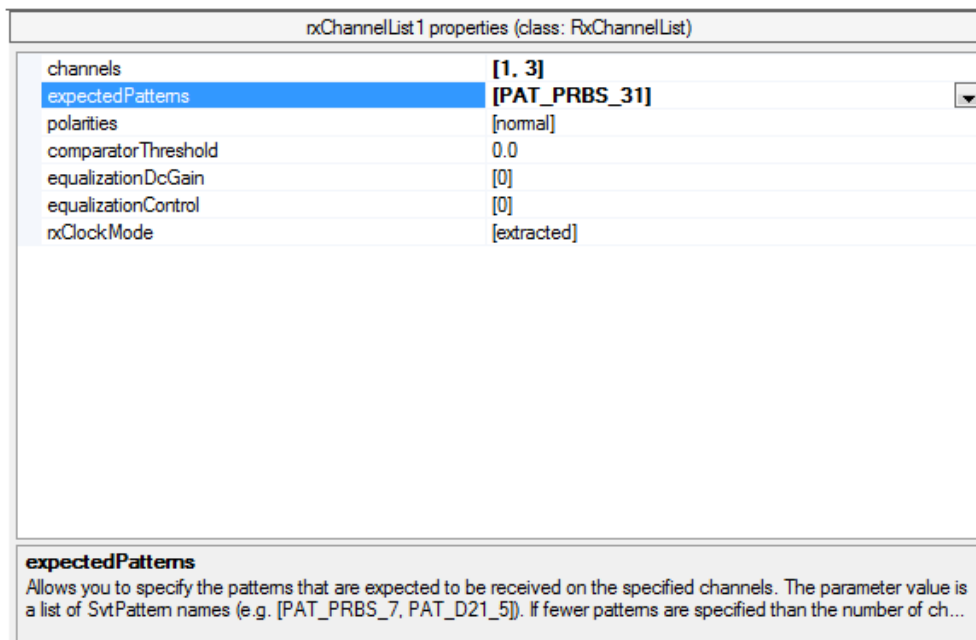 rxChannelList1 properties (class: RxChannelList)
channels [1, 3]
expectedPatterns [PAT_PRBS_31]
polarities [normal]
comparatorThreshold 0.0
equalizationDcGain [0]
equalizationControl [0]
rxClockMode [extracted]
expectedPatterns
Allows you to specify the patterns that are expected to be received on the specified channels. The parameter value is
a list of SvtPattern names (e.g. [PAT_PRBS_7, PAT_D21_5]). If fewer patterns are specified than the number of ch...